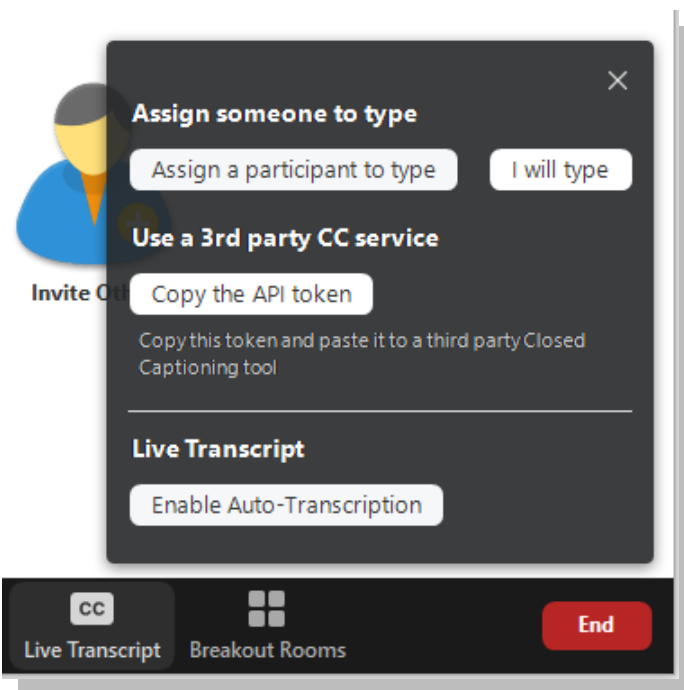 Assign someone to type
Assign a participant to type
I will type
Use a 3rd party CC service
Invite Oth
Copy the API token
Copy this token and paste it to a third party Closed
Captioning tool
Live Transcript
Enable Auto-Transcription
CC
Live Transcript
Breakout Rooms
End